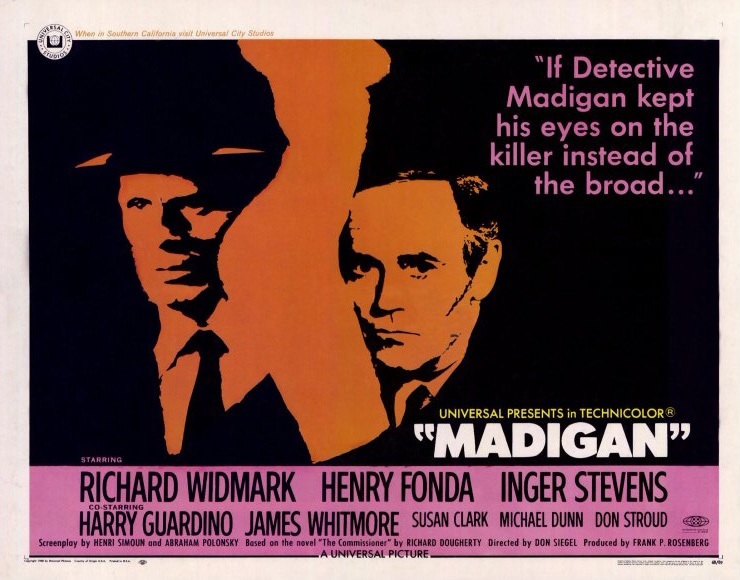 UNIVERSAL CITY
STUDIOS
When in Southern California visit Universal City Studios
"If Detective
Madigan kept
his eyes on the
killer instead of
the broad..."
UNIVERSAL PRESENTS in TECHNICOLOR®
"MADIGAN"
STARRING
RICHARD WIDMARK HENRY FONDA INGER STEVENS
CO-STARRING
HARRY GUARDINO JAMES WHITMORE SUSAN CLARK MICHAEL DUNN DON STROUD
Screenplay by HENRI SIMOUN and ABRAHAM POLONSKY Based on the novel "The Commissioner" by RICHARD DOUGHERTY Directed by DON SIEGEL Produced by FRANK P. ROSENBERG
A UNIVERSAL PICTURE